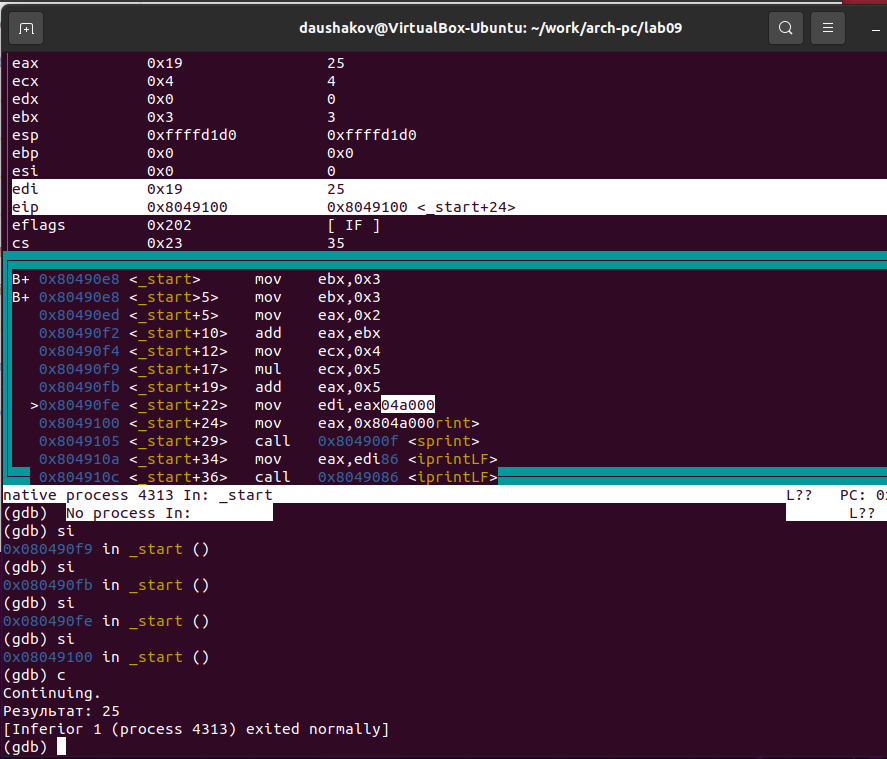 daushakov@VirtualBox-Ubuntu: ~/work/arch-pc/lab09
eax 0x19 25
ecx 0x4 4
edx 0x0 0
ebx 0x3 3
esp 0xffffd1d0 0xffffd1d0
ebp 0x0 0x0
esi 0x0 0
edi 0x19 25
eip 0x8049100 0x8049100 <_start+24>
eflags 0x202 [ IF ]
cs 0x23 35
B+ 0x80490e8 <_start> mov ebx,0x3
B+ 0x80490e8 <_start>5> mov ebx,0x3
0x80490ed <_start+5> mov eax,0x2
0x80490f2 <_start+10> add eax,ebx
0x80490f4 <_start+12> mov ecx,0x4
0x80490f9 <_start+17> mul ecx,0x5
0x80490fb <_start+19> add eax,0x5
>0x80490fe <_start+22> mov edi,eax04a000
0x8049100 <_start+24> mov eax,0x804a000rint>
0x8049105 <_start+29> call 0x804900f <sprint>
0x804910a <_start+34> mov eax,edi86 <iprintLF>
0x804910c <_start+36> call 0x8049086 <iprintLF>
native process 4313 In: _start L?? PC: 0x
(gdb) No process In: L??
(gdb) si
0x080490f9 in _start ()
(gdb) si
0x080490fb in _start ()
(gdb) si
0x080490fe in _start ()
(gdb) si
0x08049100 in _start ()
(gdb) c
Continuing.
Результат: 25
[Inferior 1 (process 4313) exited normally]
(gdb)